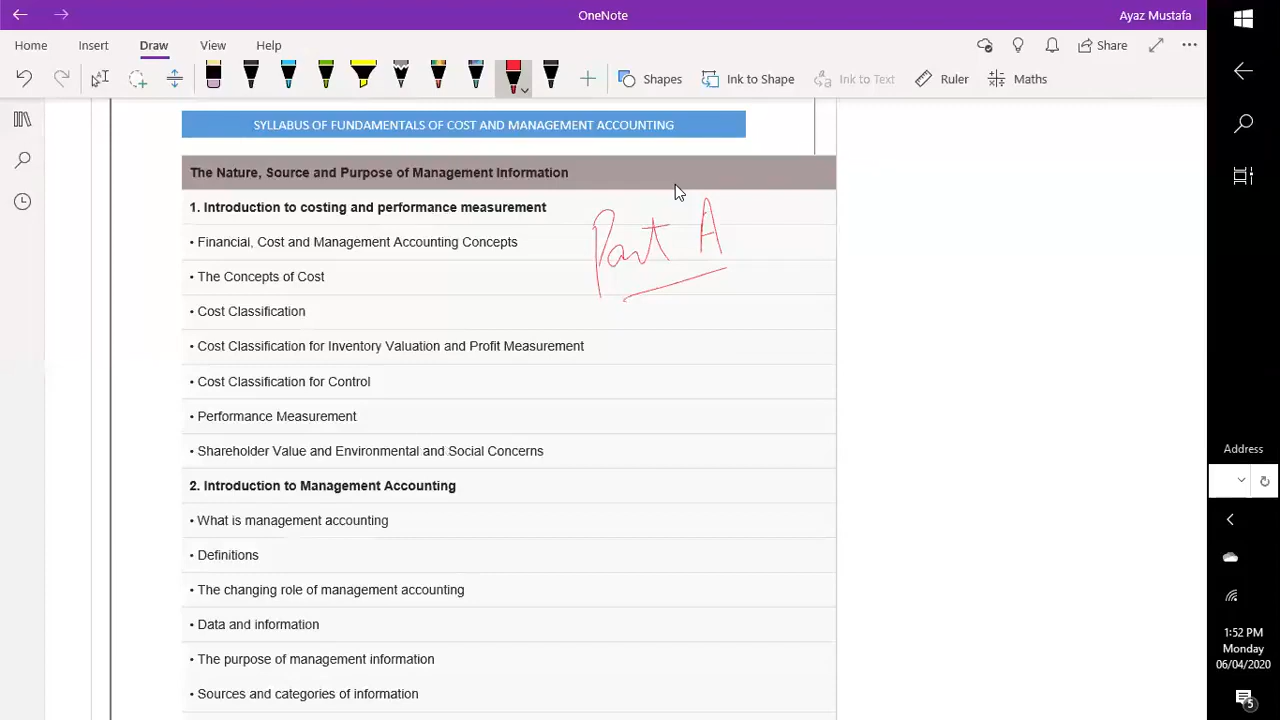 OneNote
Ayaz Mustafa
Home Insert Draw View Help Share
Shapes Ink to Shape Ink to Text Ruler Maths
SYLLABUS OF FUNDAMENTALS OF COST AND MANAGEMENT ACCOUNTING
The Nature, Source and Purpose of Management Information
1. Introduction to costing and performance measurement
Part A
• Financial, Cost and Management Accounting Concepts
• The Concepts of Cost
• Cost Classification
• Cost Classification for Inventory Valuation and Profit Measurement
• Cost Classification for Control
• Performance Measurement
• Shareholder Value and Environmental and Social Concerns
2. Introduction to Management Accounting
• What is management accounting
• Definitions
• The changing role of management accounting
• Data and information
• The purpose of management information
• Sources and categories of information
Address
1:52 PM
Monday
06/04/2020
5